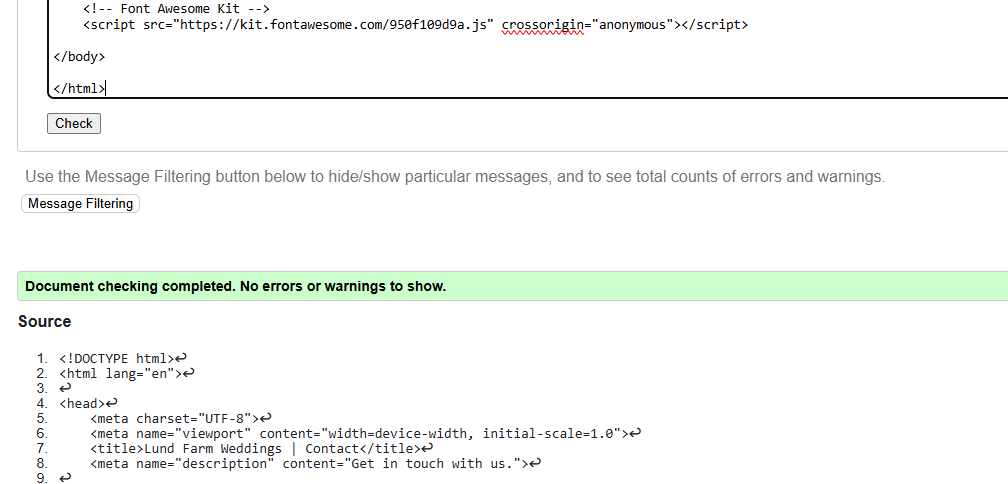 <!-- Font Awesome Kit -->
<script src="https://kit.fontawesome.com/950f109d9a.js" crossorigin="anonymous"></script>
</body>
</html>
Check
Use the Message Filtering button below to hide/show particular messages, and to see total counts of errors and warnings.
Message Filtering
Document checking completed. No errors or warnings to show.
Source
1. <!DOCTYPE html>↩
2. <html lang="en">↩
3. ↩
4. <head>↩
5. <meta charset="UTF-8">↩
6. <meta name="viewport" content="width=device-width, initial-scale=1.0">↩
7. <title>Lund Farm Weddings | Contact</title>↩
8. <meta name="description" content="Get in touch with us.">↩
9. ↩